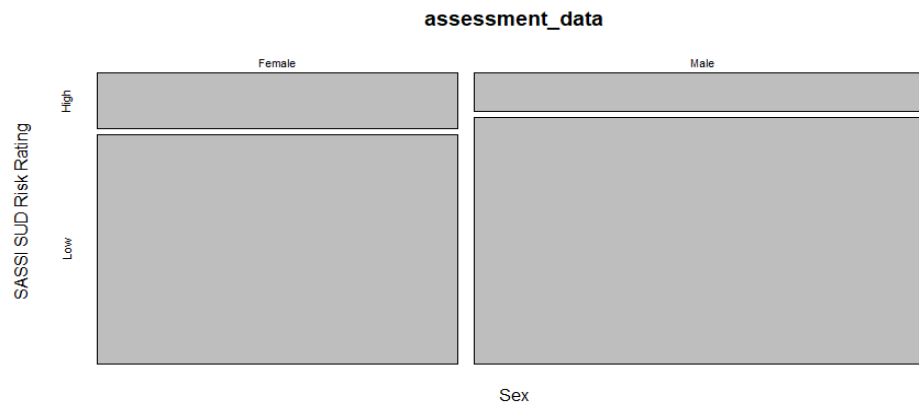 assessment_data
Female
Male
High
Low
SASSI SUD Risk Rating
Sex